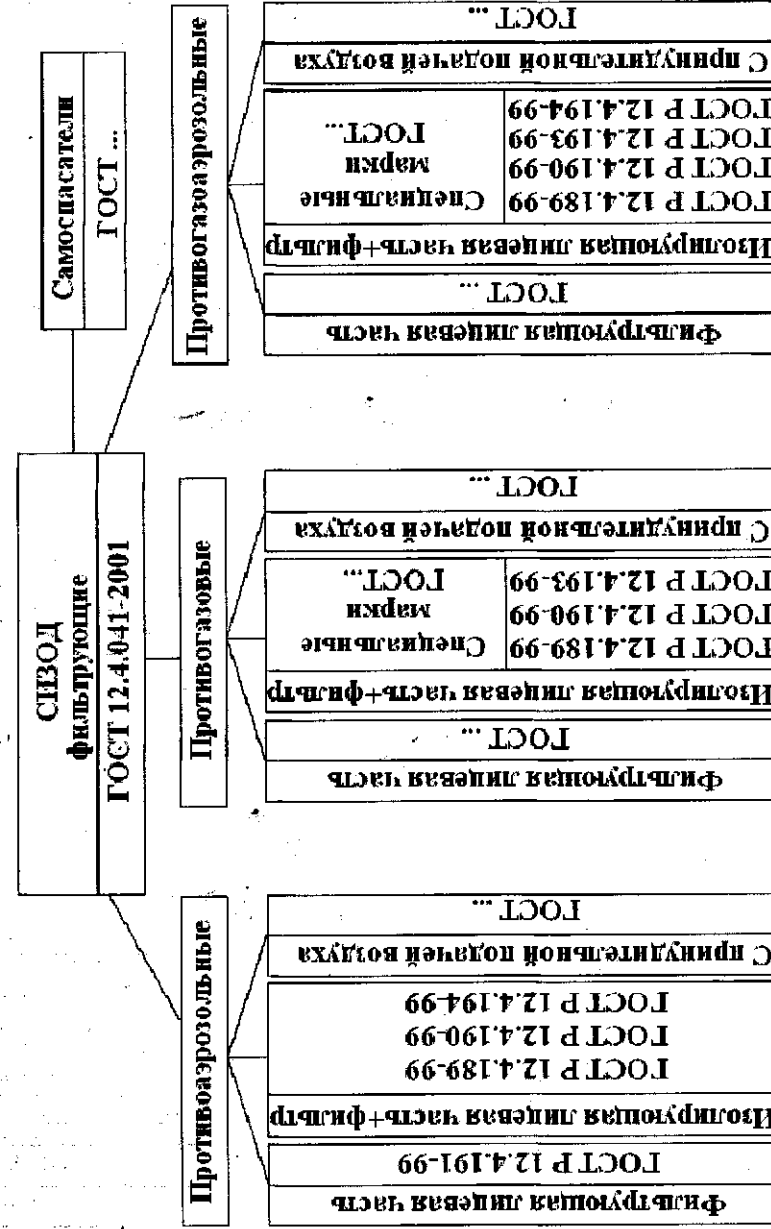 СИЗОД
фильтрующие
ГОСТ 12.4.041-2001
Самоспасатели
ГОСТ ...
Противоаэрозольные
Фильтрующая лицевая часть
ГОСТ Р 12.4.191-99
Изолирующая лицевая часть+фильтр
ГОСТ Р 12.4.189-99
ГОСТ Р 12.4.190-99
ГОСТ Р 12.4.194-99
С принудительной подачей воздуха
ГОСТ ...
Противогазовые
Фильтрующая лицевая часть
ГОСТ ...
Изолирующая лицевая часть+фильтр
ГОСТ Р 12.4.189-99
ГОСТ Р 12.4.190-99
ГОСТ Р 12.4.193-99
Специальные
марки
ГОСТ...
С принудительной подачей воздуха
ГОСТ ...
Противогазоаэрозольные
Фильтрующая лицевая часть
ГОСТ ...
Изолирующая лицевая часть+фильтр
ГОСТ Р 12.4.189-99
ГОСТ Р 12.4.190-99
ГОСТ Р 12.4.193-99
ГОСТ Р 12.4.194-99
Специальные
марки
ГОСТ...
С принудительной подачей воздуха
ГОСТ ...